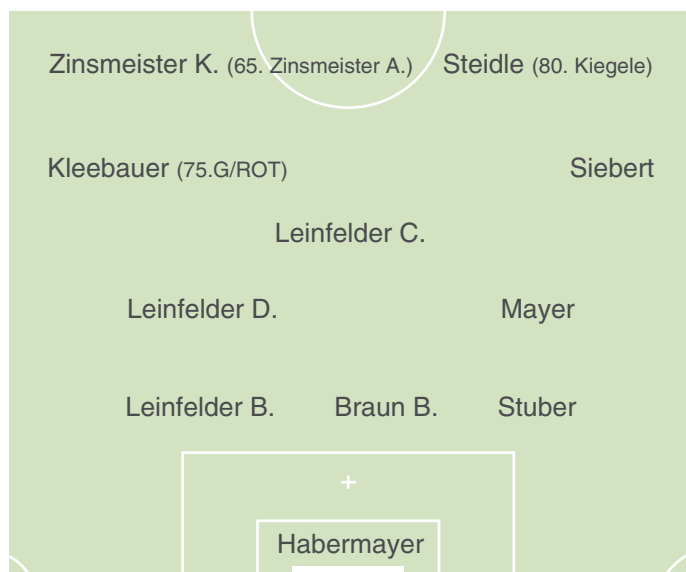 Zinsmeister K. (65. Zinsmeister A.) Steidle (80. Kiegele)
Kleebauer (75.G/ROT) Siebert
Leinfelder C.
Leinfelder D. Mayer
Leinfelder B. Braun B. Stuber
Habermayer